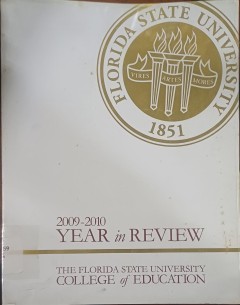 FLORIDA STATE UNIVERSITY
VIRES ARTES MORES
1851
2009-2010
YEAR in REVIEW
THE FLORIDA STATE UNIVERSITY
COLLEGE of EDUCATION